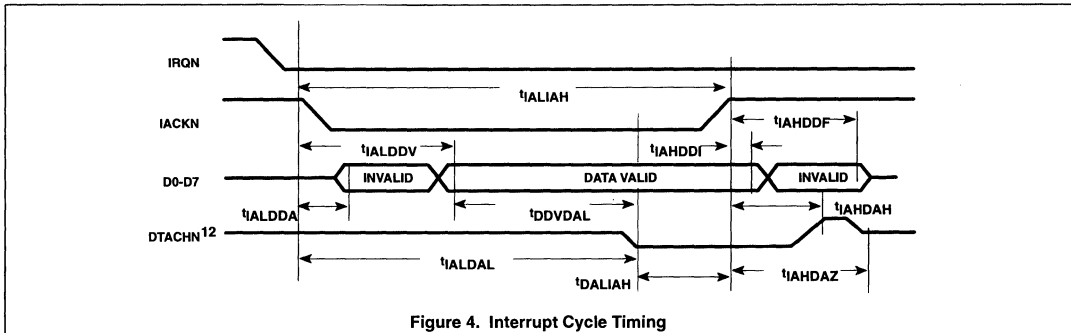 IRQN
tIALIAH
IACKN
tIAHDDF
tIALDDV
tIAHDDI
D0-D7
INVALID
DATA VALID
INVALID
tIALDDA
tDDVDAL
tIAHDAH
DTACHN12
tIALDAL
tDALIAH
tIAHDAZ
Figure 4. Interrupt Cycle Timing